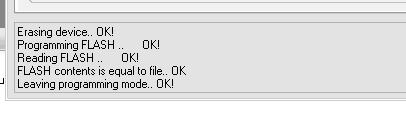 Erasing device.. OK!
Programming FLASH ..     OK!
Reading FLASH ..     OK!
FLASH contents is equal to file.. OK
Leaving programming mode.. OK!